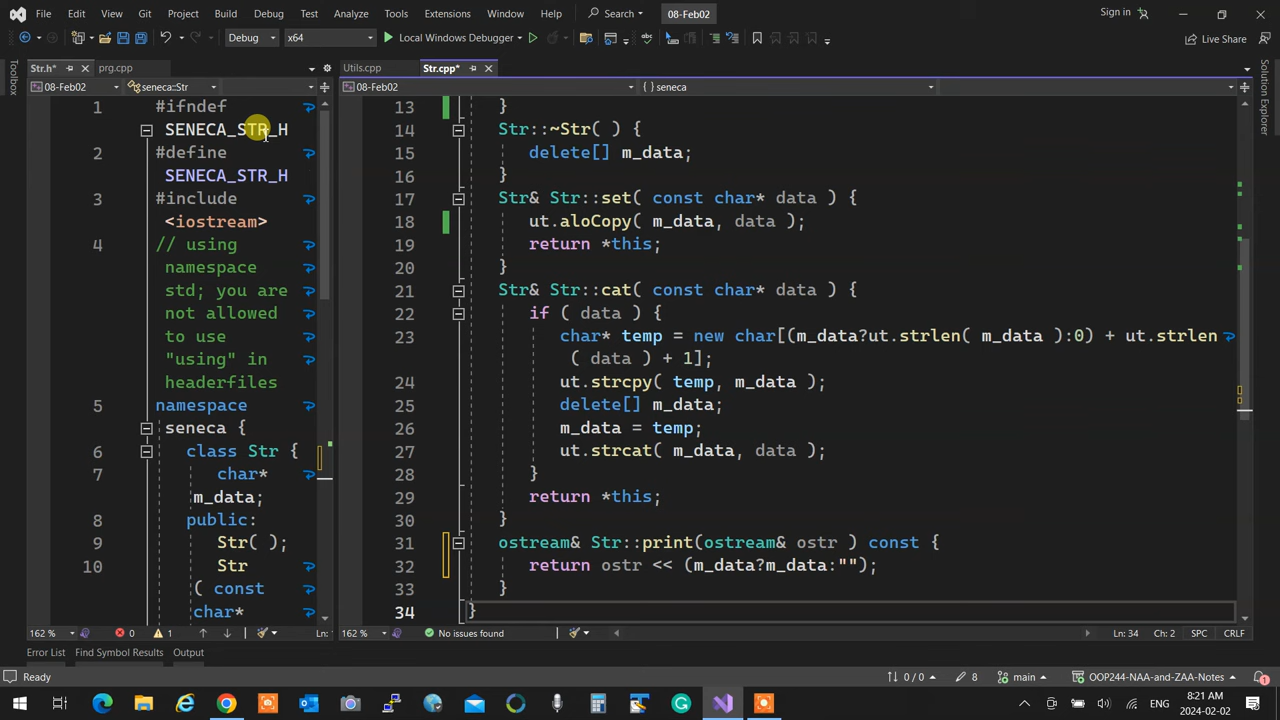 File Edit View Git Project Build Debug Test Analyze Tools Extensions Window Help Search 08-Feb02 Sign in
Debug x64 Local Windows Debugger Live Share
Toolbox
Str.h* prg.cpp
08-Feb02 seneca::Str
1 #ifndef
SENECA_STR_H
2 #define
SENECA_STR_H
3 #include
<iostream>
4 // using
namespace
std; you are
not allowed
to use
"using" in
headerfiles
5 namespace
seneca {
6 class Str {
7 char*
m_data;
8 public:
9 Str( );
10 Str
( const
char*
162 % 0 1 Ln:
Utils.cpp Str.cpp*
08-Feb02 seneca
13 }
14 Str::~Str( ) {
15 delete[] m_data;
16 }
17 Str& Str::set( const char* data ) {
18 ut.aloCopy( m_data, data );
19 return *this;
20 }
21 Str& Str::cat( const char* data ) {
22 if ( data ) {
23 char* temp = new char[(m_data?ut.strlen( m_data ):0) + ut.strlen
( data ) + 1];
24 ut.strcpy( temp, m_data );
25 delete[] m_data;
26 m_data = temp;
27 ut.strcat( m_data, data );
28 }
29 return *this;
30 }
31 ostream& Str::print(ostream& ostr ) const {
32 return ostr << (m_data?m_data:"");
33 }
34 }
162 % No issues found Ln: 34 Ch: 2 SPC CRLF
Solution Explorer
Error List Find Symbol Results Output
Ready 0 / 0 8 main OOP244-NAA-and-ZAA-Notes 1
ENG 8:21 AM
2024-02-02